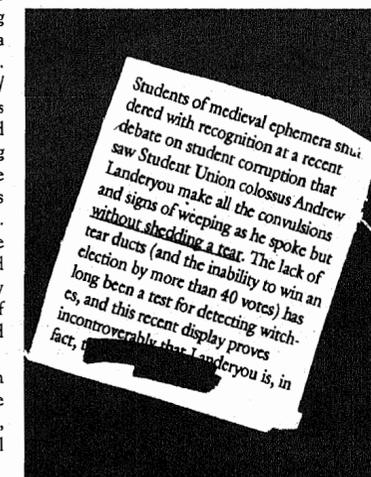 Students of medieval ephemera
dered with recognition at a recent
debate on student corruption that
saw Student Union colossus Andrew
Landeryou make all the convulsions
and signs of weeping as he spoke but
without shedding a tear. The lack of
tear ducts (and the inability to win an
election by more than 40 votes) has
long been a test for detecting witch-
es, and this recent display proves
incontroverably that Landeryou is, in
fact,